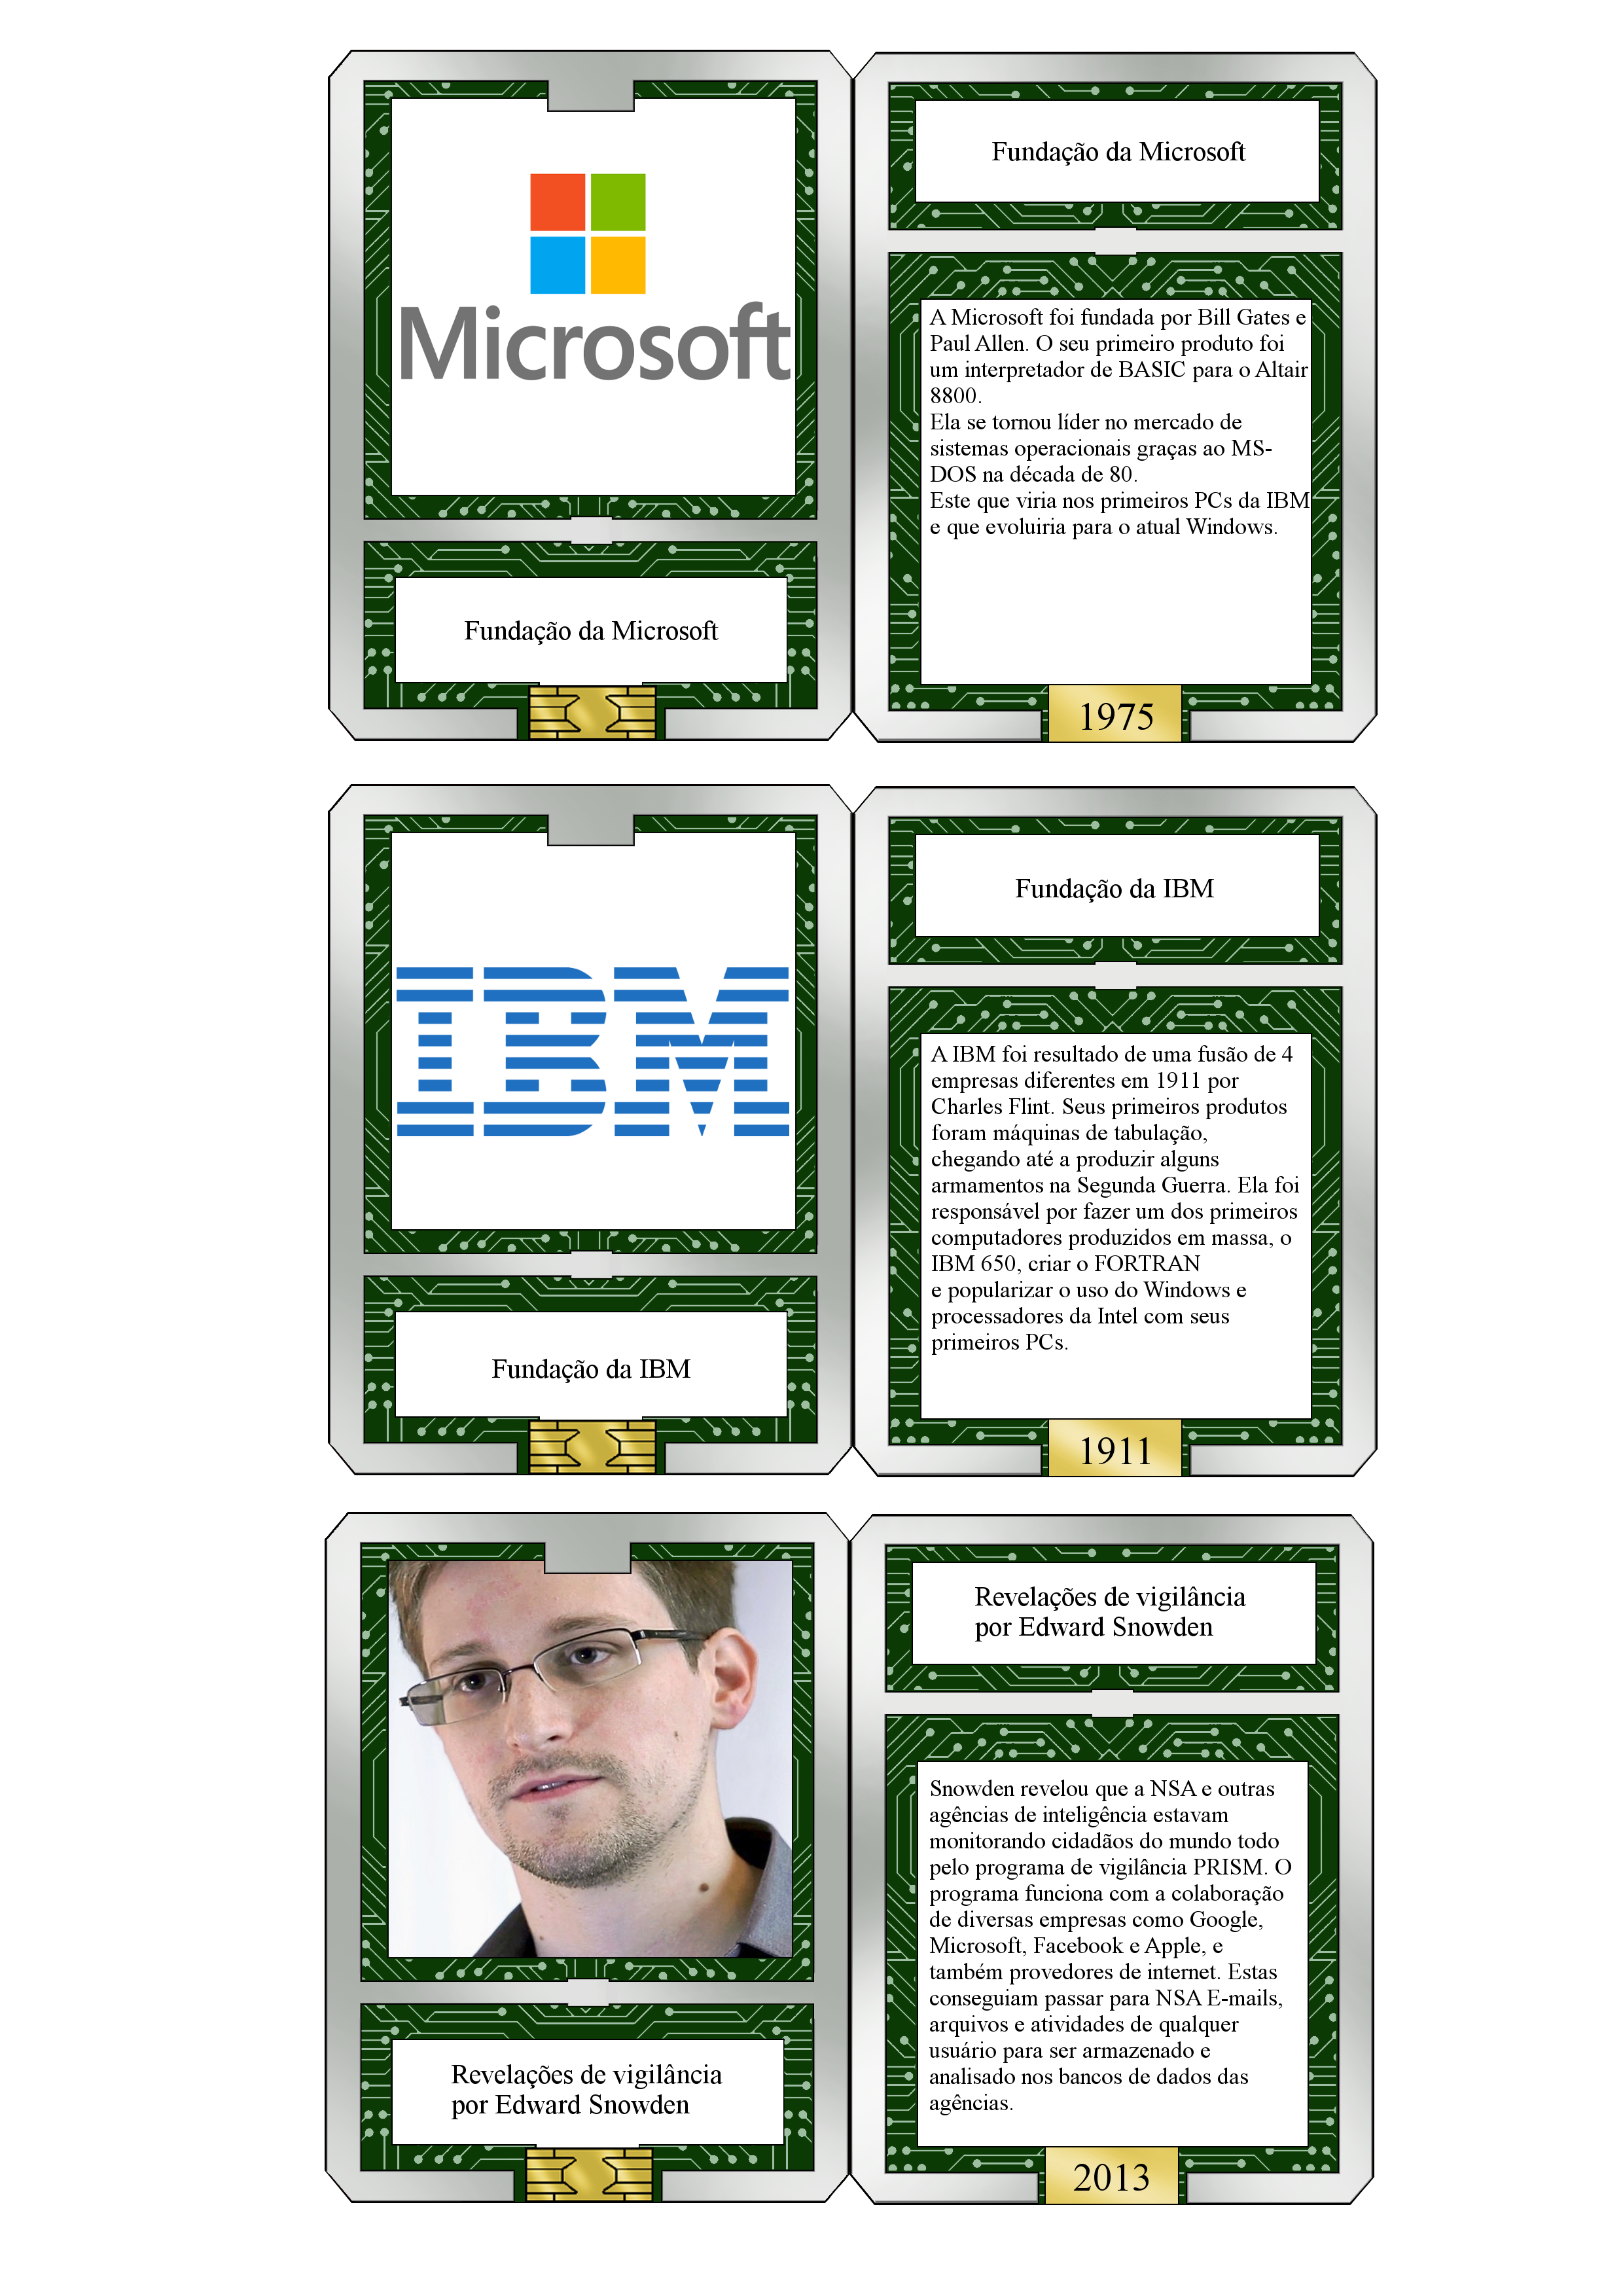 Microsoft
Fundação da Microsoft
Fundação da Microsoft
A Microsoft foi fundada por Bill Gates e
Paul Allen. O seu primeiro produto foi
um interpretador de BASIC para o Altair
8800.
Ela se tornou líder no mercado de
sistemas operacionais graças ao MS-
DOS na década de 80.
Este que viria nos primeiros PCs da IBM
e que evoluiria para o atual Windows.
1975
IBM
Fundação da IBM
Fundação da IBM
A IBM foi resultado de uma fusão de 4
empresas diferentes em 1911 por
Charles Flint. Seus primeiros produtos
foram máquinas de tabulação,
chegando até a produzir alguns
armamentos na Segunda Guerra. Ela foi
responsável por fazer um dos primeiros
computadores produzidos em massa, o
IBM 650, criar o FORTRAN
e popularizar o uso do Windows e
processadores da Intel com seus
primeiros PCs.
1911
Revelações de vigilância
por Edward Snowden
Revelações de vigilância
por Edward Snowden
Snowden revelou que a NSA e outras
agências de inteligência estavam
monitorando cidadãos do mundo todo
pelo programa de vigilância PRISM. O
programa funciona com a colaboração
de diversas empresas como Google,
Microsoft, Facebook e Apple, e
também provedores de internet. Estas
conseguiam passar para NSA E-mails,
arquivos e atividades de qualquer
usuário para ser armazenado e
analisado nos bancos de dados das
agências.
2013